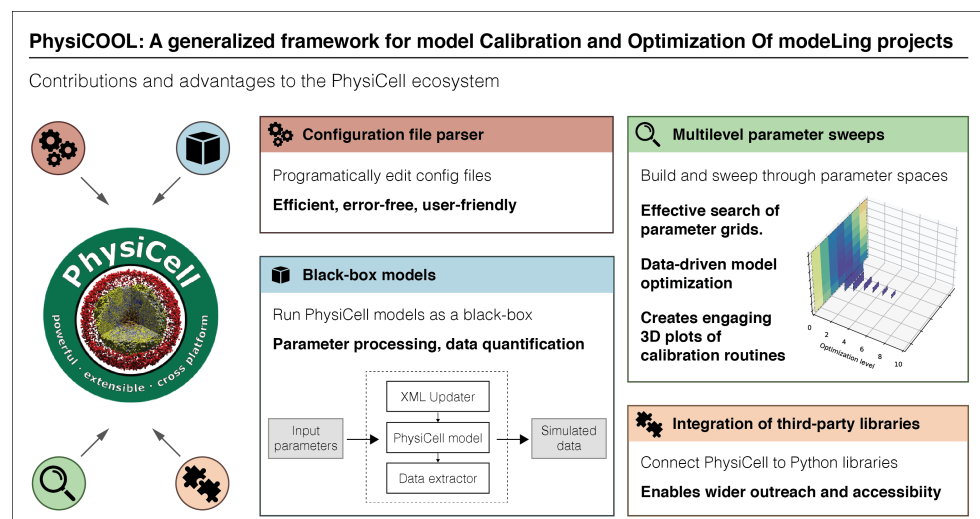 PhysiCOOL: A generalized framework for model Calibration and Optimization Of modeLing projects
Contributions and advantages to the PhysiCell ecosystem
PhysiCell
powerful · extensible · cross platform
Configuration file parser
Programatically edit config files
Efficient, error-free, user-friendly
Black-box models
Run PhysiCell models as a black-box
Parameter processing, data quantification
Input
parameters
XML Updater
PhysiCell model
Data extractor
Simulated
data
Multilevel parameter sweeps
Build and sweep through parameter spaces
Effective search of
parameter grids.
Data-driven model
optimization
Creates engaging
3D plots of
calibration routines
0 2 4 6 8 10
Optimization level
Integration of third-party libraries
Connect PhysiCell to Python libraries
Enables wider outreach and accessibiity